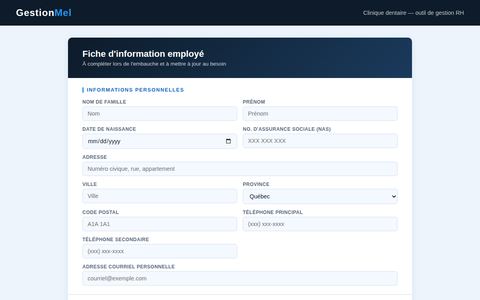 GestionMel
Clinique dentaire — outil de gestion RH
Fiche d'information employé
À compléter lors de l'embauche et à mettre à jour au besoin
INFORMATIONS PERSONNELLES
NOM DE FAMILLE
PRÉNOM
Nom
Prénom
DATE DE NAISSANCE
NO. D'ASSURANCE SOCIALE (NAS)
mm/dd/yyyy
XXX XXX XXX
ADRESSE
Numéro civique, rue, appartement
VILLE
PROVINCE
Ville
Québec
CODE POSTAL
TÉLÉPHONE PRINCIPAL
A1A 1A1
(xxx) xxx-xxxx
TÉLÉPHONE SECONDAIRE
(xxx) xxx-xxxx
ADRESSE COURRIEL PERSONNELLE
courriel@exemple.com